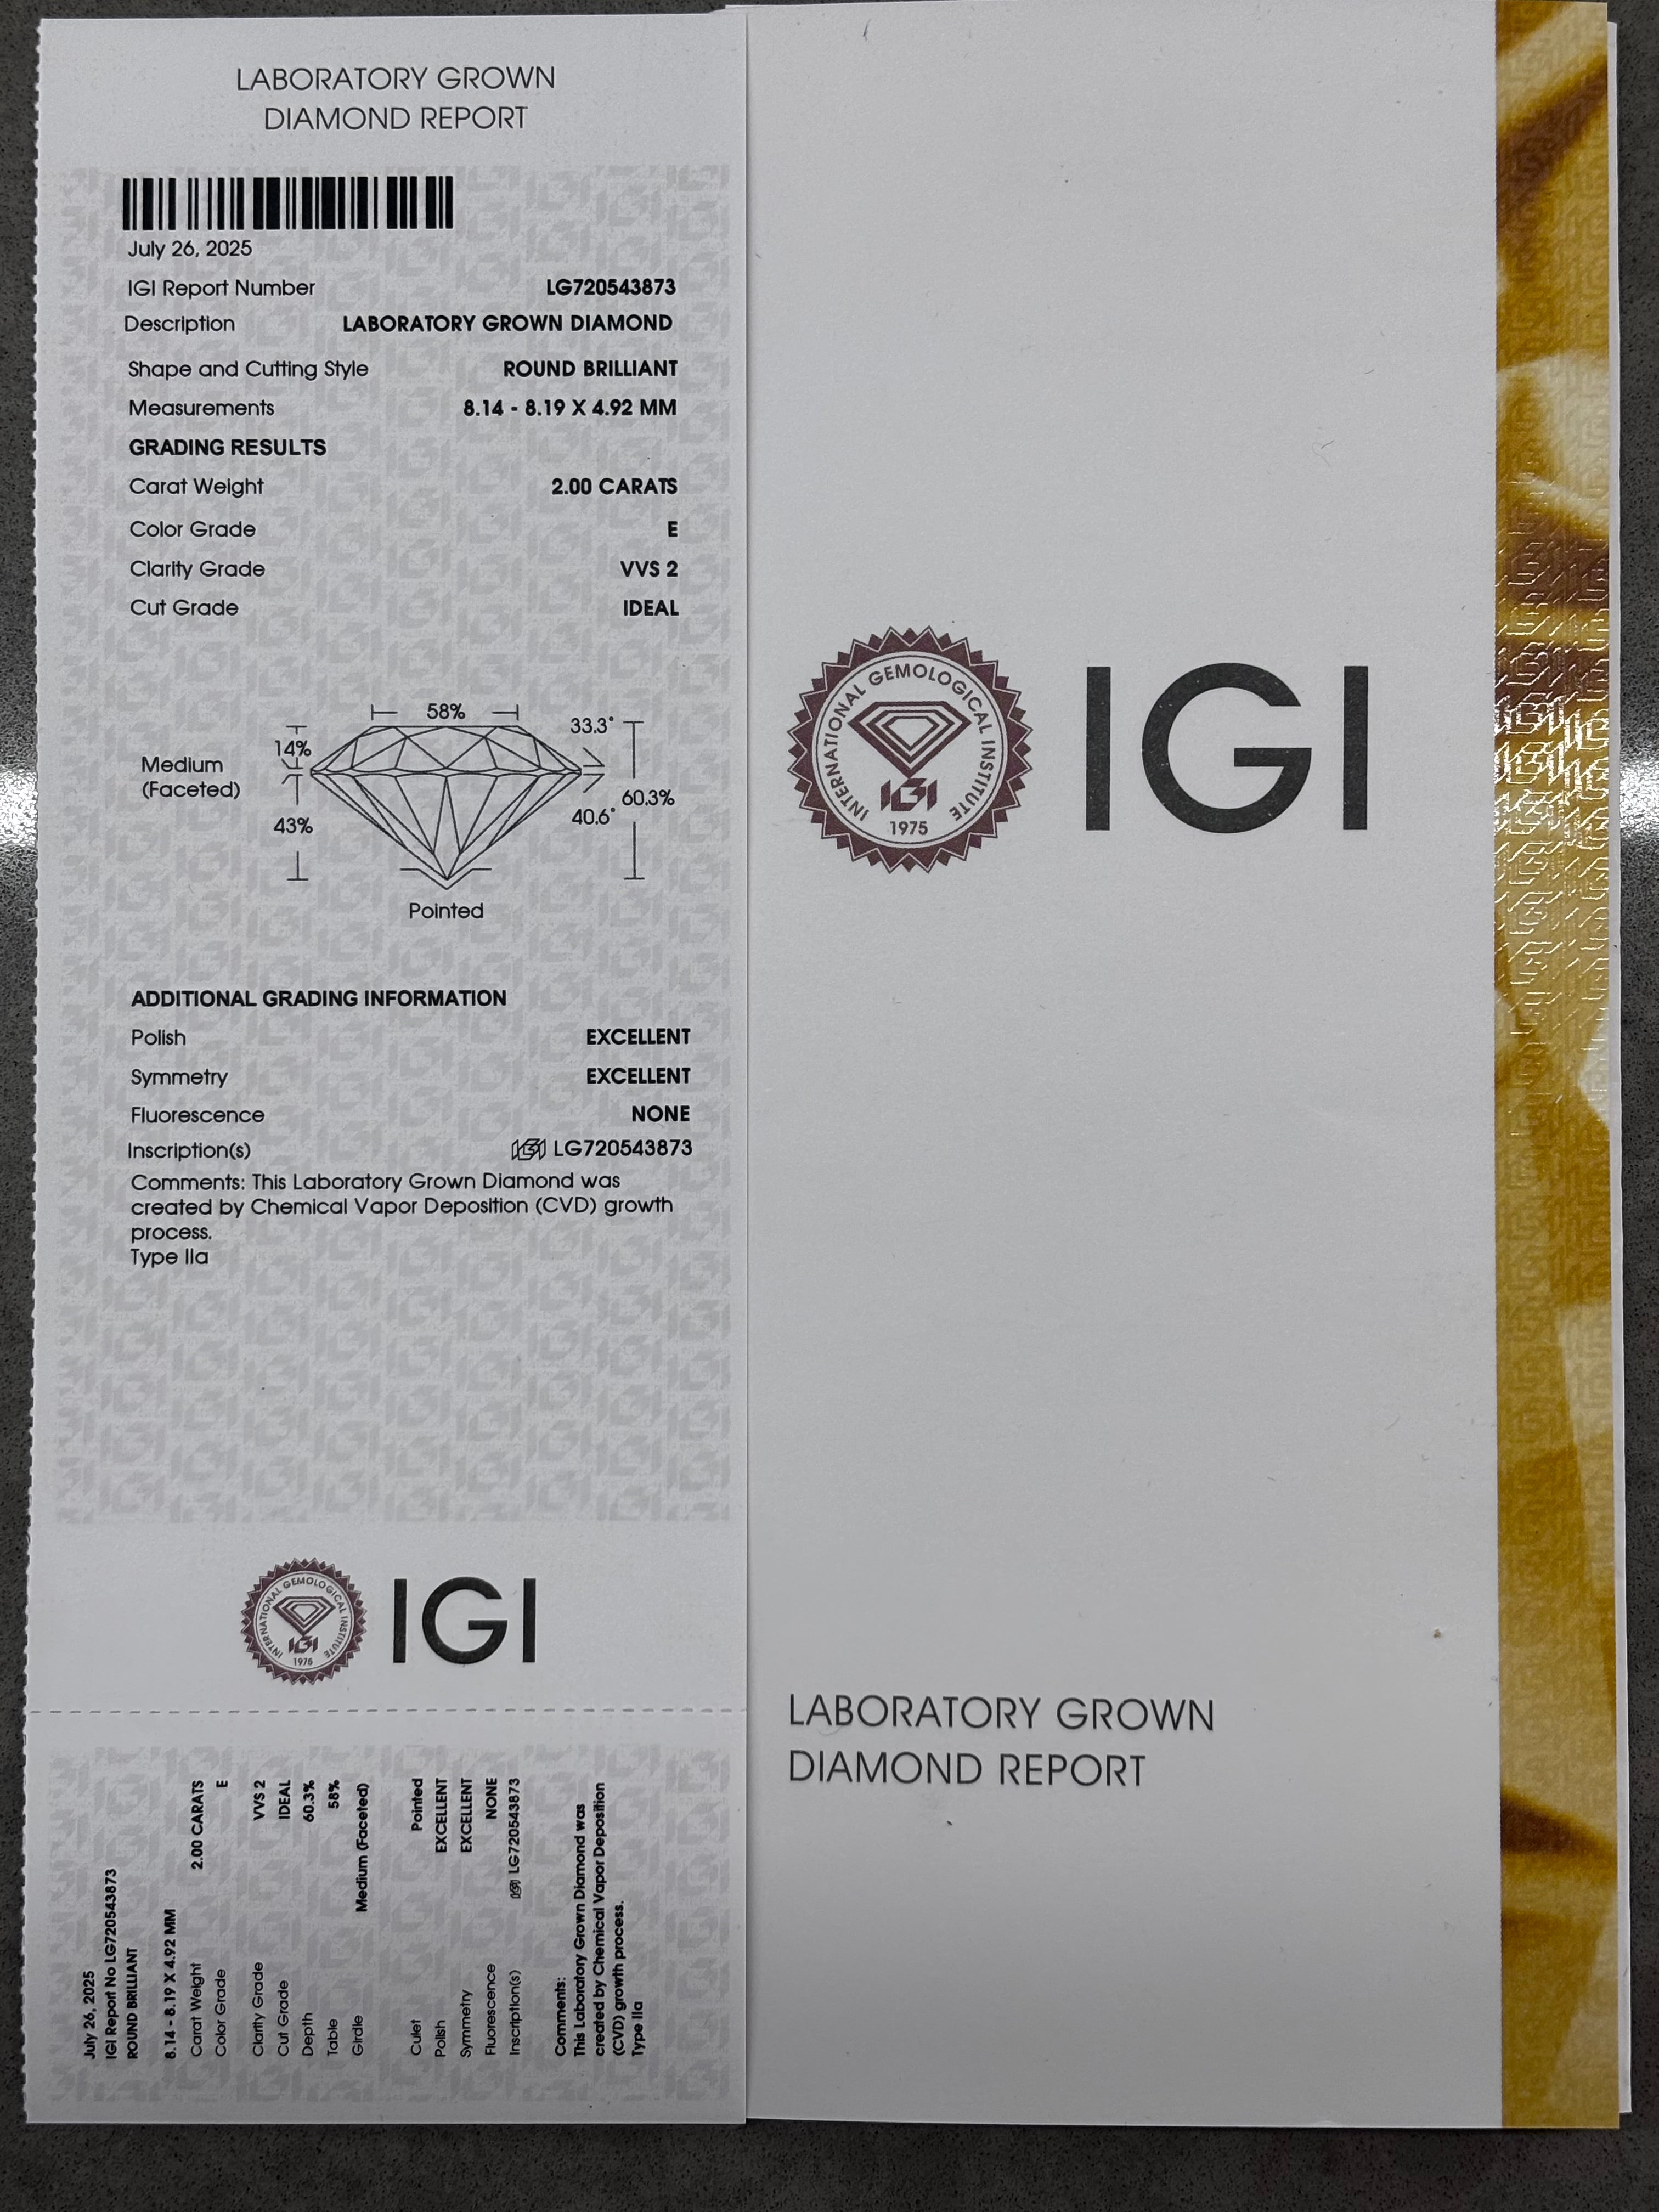 LABORATORY GROWN
DIAMOND REPORT
July 26, 2025
IGI Report Number LG720543873
Description LABORATORY GROWN DIAMOND
Shape and Cutting Style ROUND BRILLIANT
Measurements 8.14 - 8.19 X 4.92 MM
GRADING RESULTS
Carat Weight 2.00 CARATS
Color Grade E
Clarity Grade VVS 2
Cut Grade IDEAL
58%
33.3°
14%
Medium
(Faceted)
60.3%
43%
40.6°
Pointed
ADDITIONAL GRADING INFORMATION
Polish EXCELLENT
Symmetry EXCELLENT
Fluorescence NONE
Inscription(s) IGI LG720543873
Comments: This Laboratory Grown Diamond was
created by Chemical Vapor Deposition (CVD) growth
process.
Type IIa
INTERNATIONAL GEMOLOGICAL INSTITUTE
IGI
1975
IGI
July 26, 2025
IGI Report No LG720543873
ROUND BRILLIANT
8.14 - 8.19 X 4.92 MM
Carat Weight 2.00 CARATS
Color Grade E
Clarity Grade VVS 2
Cut Grade IDEAL
Depth 60.3%
Table 58%
Girdle Medium (Faceted)
Culet Pointed
Polish EXCELLENT
Symmetry EXCELLENT
Fluorescence NONE
Inscription(s) IGI LG720543873
Comments:
This Laboratory Grown Diamond was
created by Chemical Vapor Deposition
(CVD) growth process.
Type IIa
INTERNATIONAL GEMOLOGICAL INSTITUTE
IGI
1975
IGI
LABORATORY GROWN
DIAMOND REPORT